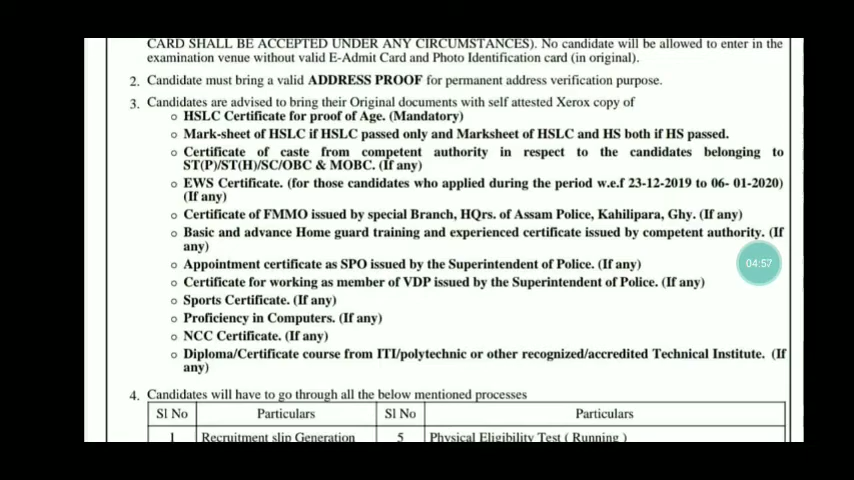 CARD SHALL BE ACCEPTED UNDER ANY CIRCUMSTANCES). No candidate will be allowed to enter in the
examination venue without valid E-Admit Card and Photo Identification card (in original).
2. Candidate must bring a valid ADDRESS PROOF for permanent address verification purpose.
3. Candidates are advised to bring their Original documents with self attested Xerox copy of
○ HSLC Certificate for proof of Age. (Mandatory)
○ Mark-sheet of HSLC if HSLC passed only and Marksheet of HSLC and HS both if HS passed.
○ Certificate of caste from competent authority in respect to the candidates belonging to
ST(P)/ST(H)/SC/OBC & MOBC. (If any)
○ EWS Certificate. (for those candidates who applied during the period w.e.f 23-12-2019 to 06- 01-2020)
(If any)
○ Certificate of FMMO issued by special Branch, HQrs. of Assam Police, Kahilipara, Ghy. (If any)
○ Basic and advance Home guard training and experienced certificate issued by competent authority. (If
any)
○ Appointment certificate as SPO issued by the Superintendent of Police. (If any)
04:57
○ Certificate for working as member of VDP issued by the Superintendent of Police. (If any)
○ Sports Certificate. (If any)
○ Proficiency in Computers. (If any)
○ NCC Certificate. (If any)
○ Diploma/Certificate course from ITI/polytechnic or other recognized/accredited Technical Institute. (If
any)
4. Candidates will have to go through all the below mentioned processes
Sl No Particulars Sl No Particulars
1 Recruitment slip Generation 5 Physical Eligibility Test ( Running )